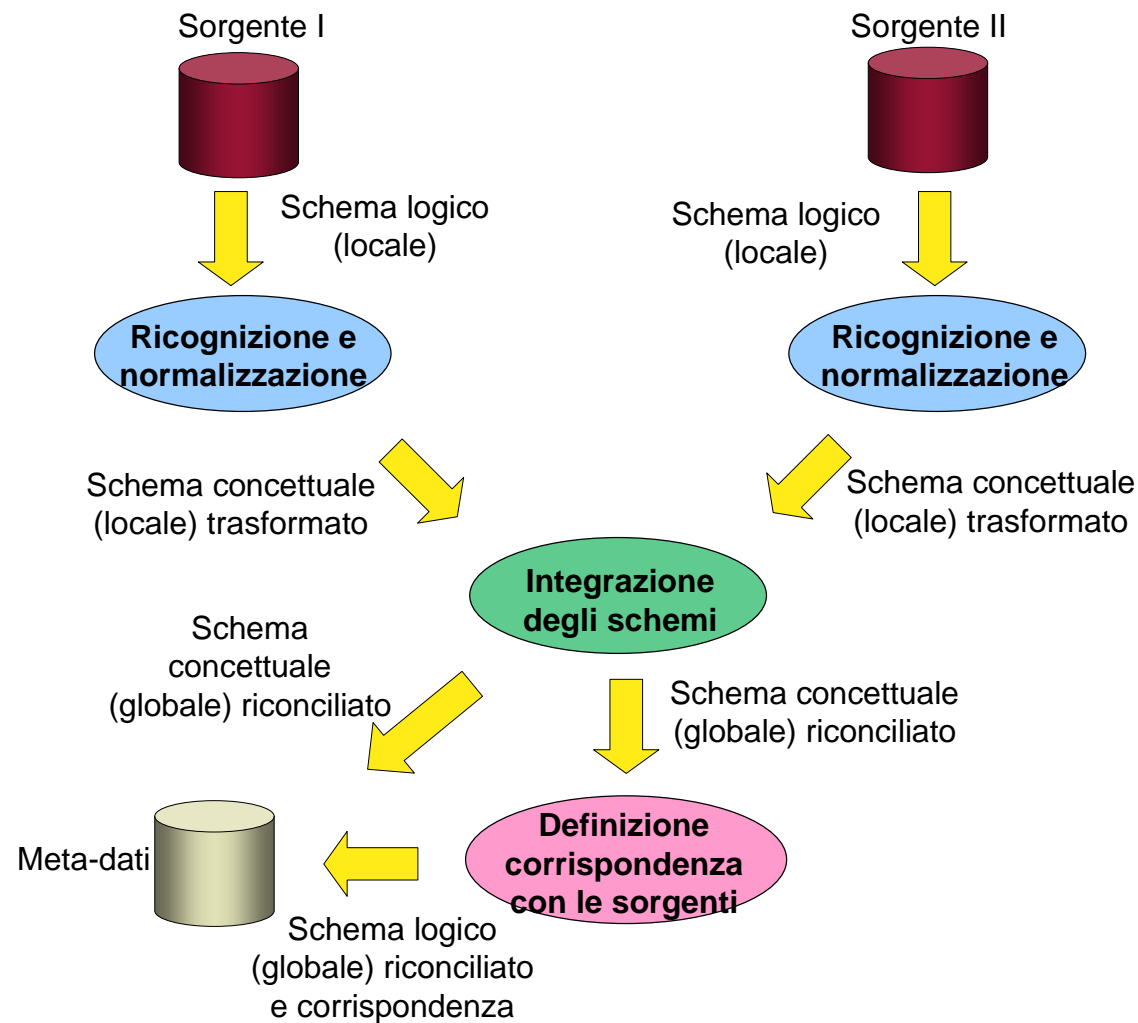 Sorgente I
Sorgente II
Schema logico
(locale)
Schema logico
(locale)
Ricognizione e
normalizzazione
Ricognizione e
normalizzazione
Schema concettuale
(locale) trasformato
Schema concettuale
(locale) trasformato
Integrazione
degli schemi
Schema
concettuale
(globale) riconciliato
Schema concettuale
(globale) riconciliato
Definizione
corrispondenza
con le sorgenti
Meta-dati
Schema logico
(globale) riconciliato
e corrispondenza